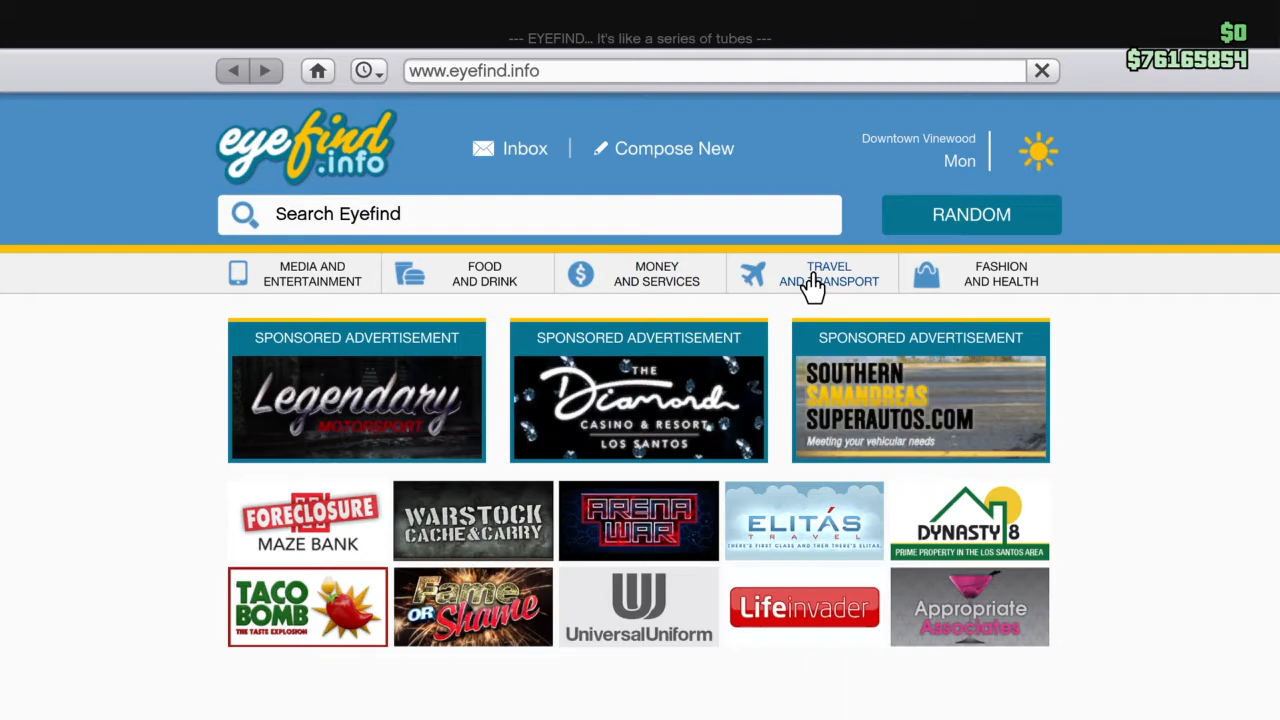 --- EYEFIND... It's like a series of tubes ---
$0
$76165854
www.eyefind.info
eyefind.info
Inbox
Compose New
Downtown Vinewood
Mon
Search Eyefind
RANDOM
MEDIA AND
ENTERTAINMENT
FOOD
AND DRINK
MONEY
AND SERVICES
TRAVEL
AND TRANSPORT
FASHION
AND HEALTH
SPONSORED ADVERTISEMENT
Legendary
MOTORSPORT
SPONSORED ADVERTISEMENT
THE
Diamond
CASINO & RESORT
LOS SANTOS
SPONSORED ADVERTISEMENT
SOUTHERN
SANANDREAS
SUPERAUTOS.COM
Meeting your vehicular needs
FORECLOSURE
MAZE BANK
WARSTOCK
CACHE&CARRY
ARENA
WAR
ELITÁS
TRAVEL
THERE'S FIRST CLASS AND THEN THERE'S ELITÁS.
DYNASTY 8
PRIME PROPERTY IN THE LOS SANTOS AREA
TACO
BOMB
THE TASTE EXPLOSION
Fame
OR Shame
UniversalUniform
Lifeinvader
Appropriate
Associates